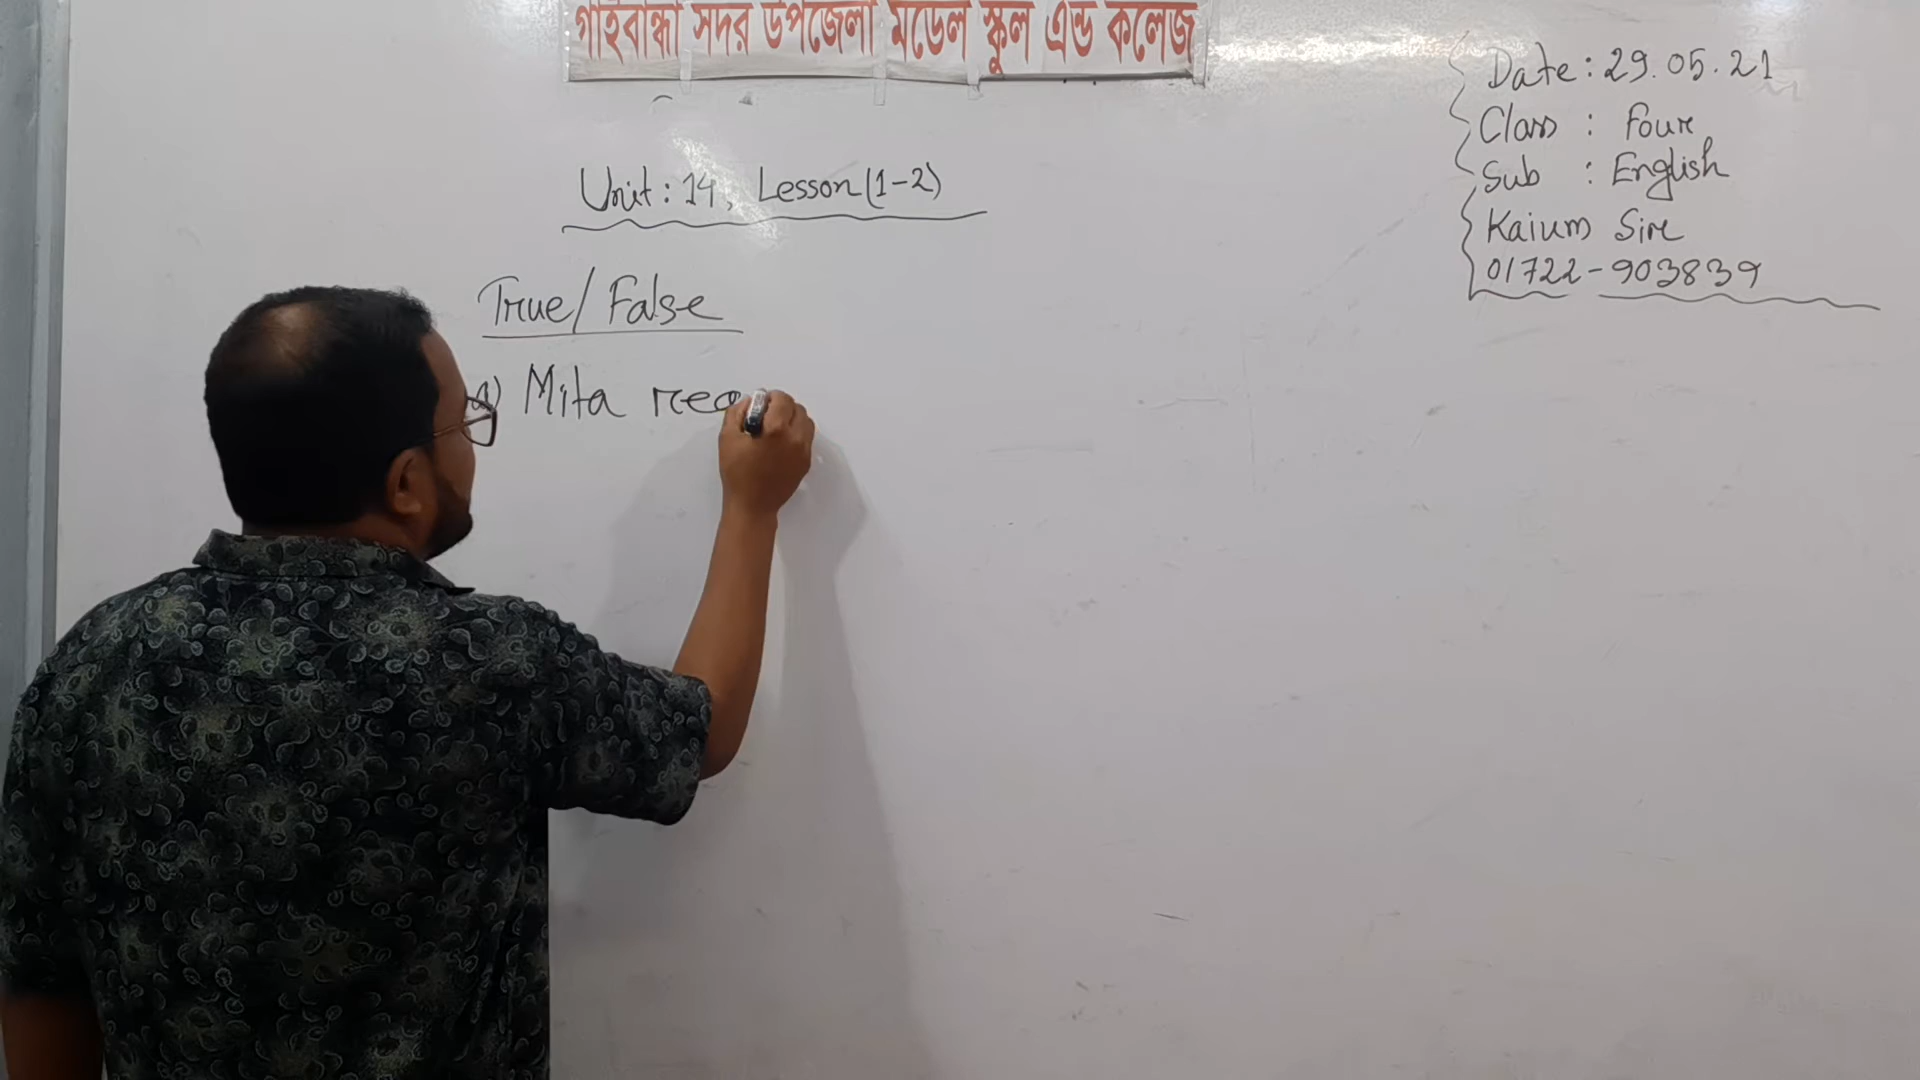 গাইবান্ধা সদর উপজেলা মডেল স্কুল এন্ড কলেজ
Date : 29.05.21
Class : Four
Sub : English
Kaium Sir
01722-903839
Unit : 14, Lesson (1-2)
True/False
a) Mita rea